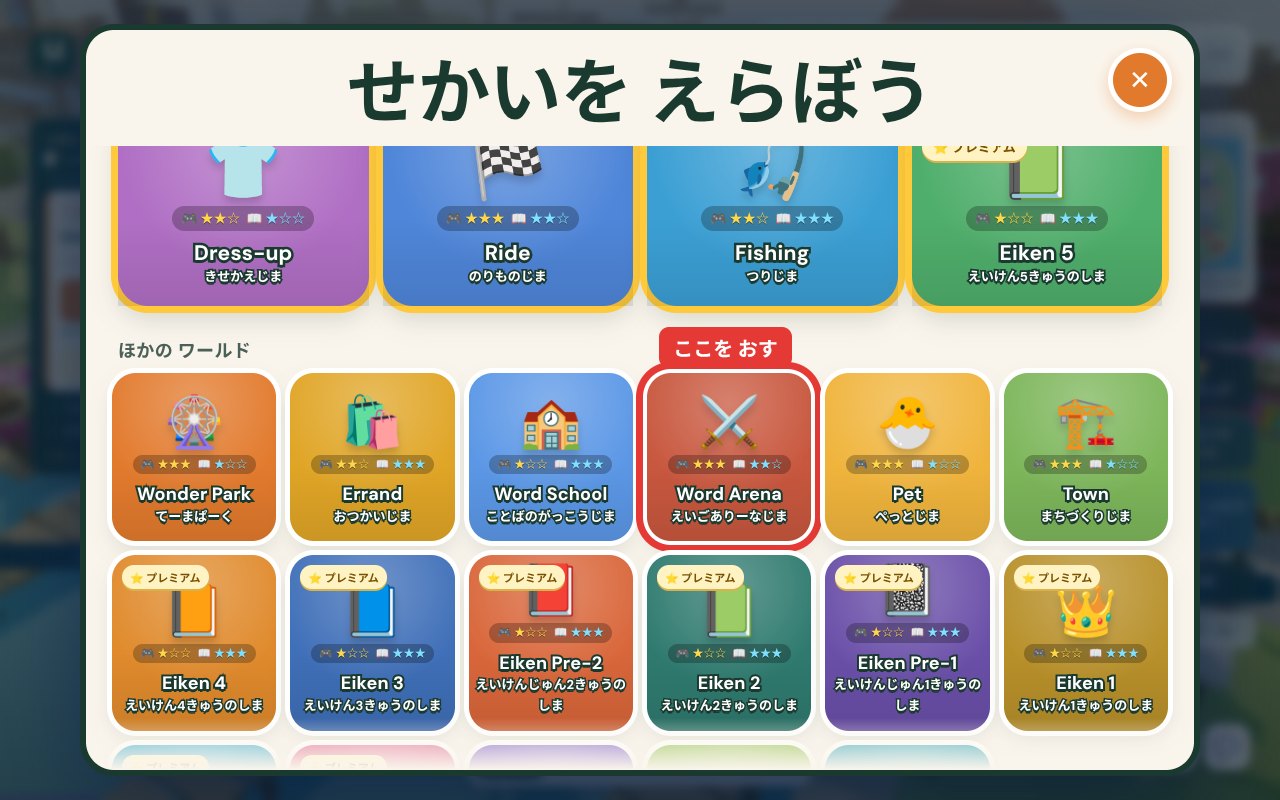 せかいを えらぼう
×
⭐ プレミアム
🎮 ★★☆ 📖 ★☆☆
Dress-up
きせかえじま
🎮 ★★★ 📖 ★★☆
Ride
のりものじま
🎮 ★★☆ 📖 ★★★
Fishing
つりじま
🎮 ★☆☆ 📖 ★★★
Eiken 5
えいけん5きゅうのしま
ほかの ワールド
ここを おす
🎮 ★★★ 📖 ★☆☆
Wonder Park
てーまぱーく
🎮 ★★☆ 📖 ★★★
Errand
おつかいじま
🎮 ★☆☆ 📖 ★★★
Word School
ことばのがっこうじま
🎮 ★★★ 📖 ★★☆
Word Arena
えいごありーなじま
🎮 ★★★ 📖 ★☆☆
Pet
ぺっとじま
🎮 ★★★ 📖 ★☆☆
Town
まちづくりじま
⭐ プレミアム
🎮 ★☆☆ 📖 ★★★
Eiken 4
えいけん4きゅうのしま
⭐ プレミアム
🎮 ★☆☆ 📖 ★★★
Eiken 3
えいけん3きゅうのしま
⭐ プレミアム
🎮 ★☆☆ 📖 ★★★
Eiken Pre-2
えいけんじゅん2きゅうの
しま
⭐ プレミアム
🎮 ★☆☆ 📖 ★★★
Eiken 2
えいけん2きゅうのしま
⭐ プレミアム
🎮 ★☆☆ 📖 ★★★
Eiken Pre-1
えいけんじゅん1きゅうの
しま
⭐ プレミアム
🎮 ★☆☆ 📖 ★★★
Eiken 1
えいけん1きゅうのしま